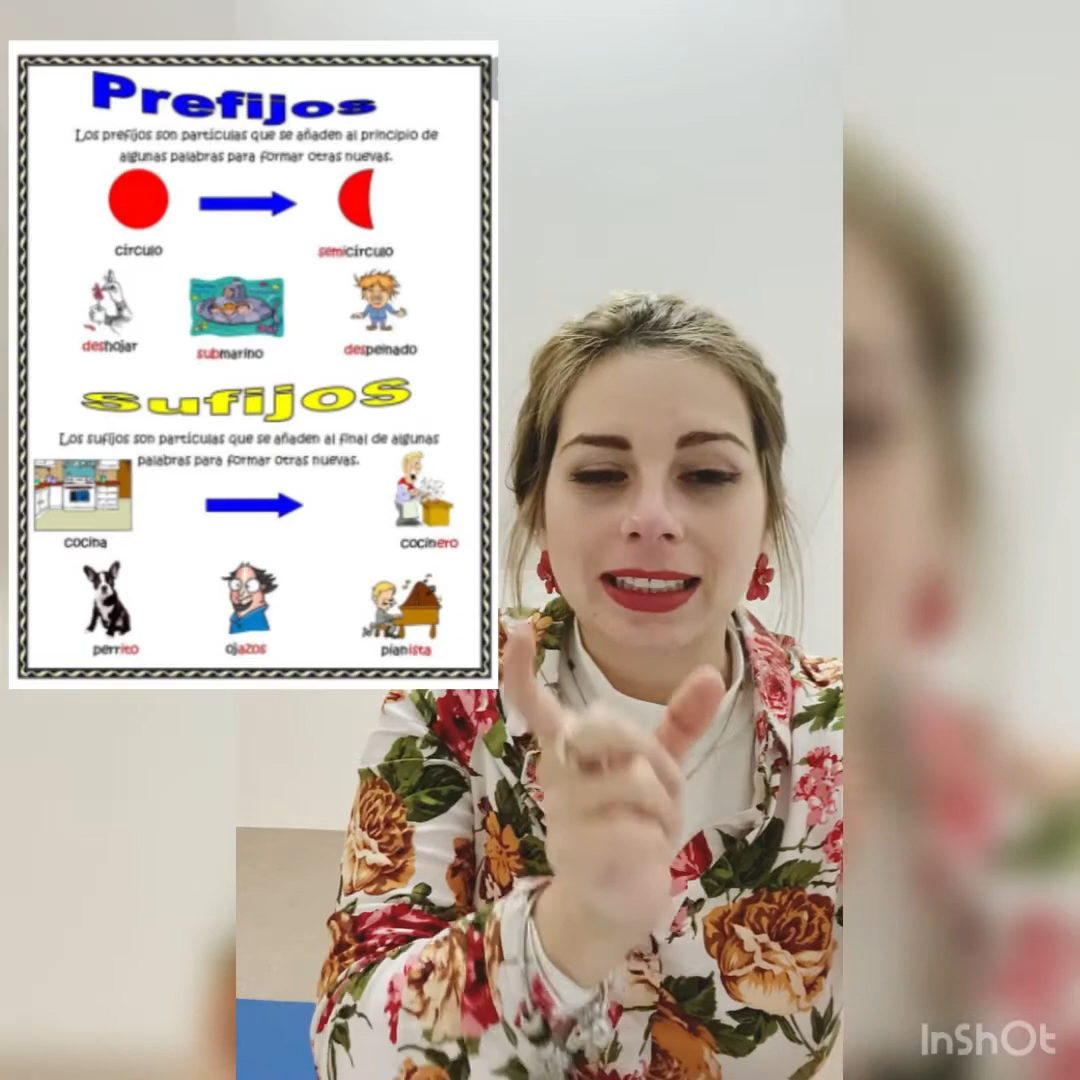 Prefijos
Los prefijos son partículas que se añaden al principio de
algunas palabras para formar otras nuevas.
círculo
semicírculo
deshojar
submarino
despeinado
Sufijos
Los sufijos son partículas que se añaden al final de algunas
palabras para formar otras nuevas.
cocina
cocinero
perrito
ojazos
pianista
InShOt